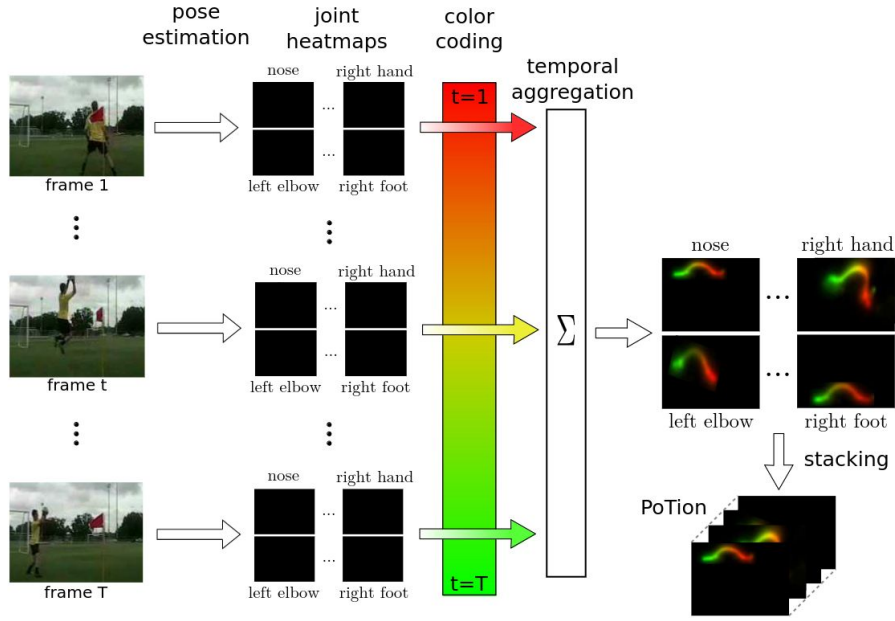 pose
estimation
joint
heatmaps
color
coding
temporal
aggregation
nose
right hand
...
...
left elbow
right foot
frame 1
t=1
nose
right hand
...
...
left elbow
right foot
frame t
Σ
nose
right hand
...
...
left elbow
right foot
frame T
t=T
nose
right hand
...
...
left elbow
right foot
stacking
PoTion